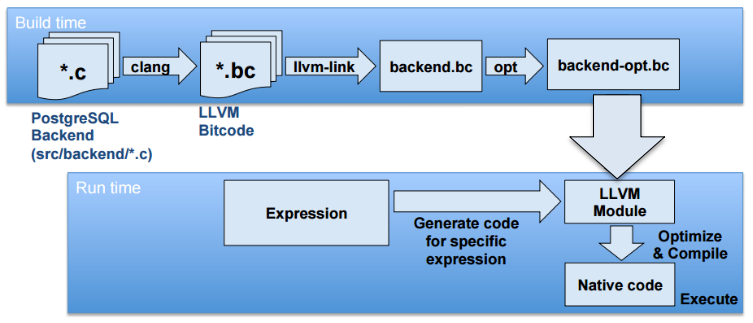 Build time
*.c
clang
*.bc
llvm-link
backend.bc
opt
backend-opt.bc
PostgreSQL
Backend
(src/backend/*.c)
LLVM
Bitcode
Run time
Expression
Generate code
for specific
expression
LLVM
Module
Optimize
& Compile
Native code
Execute